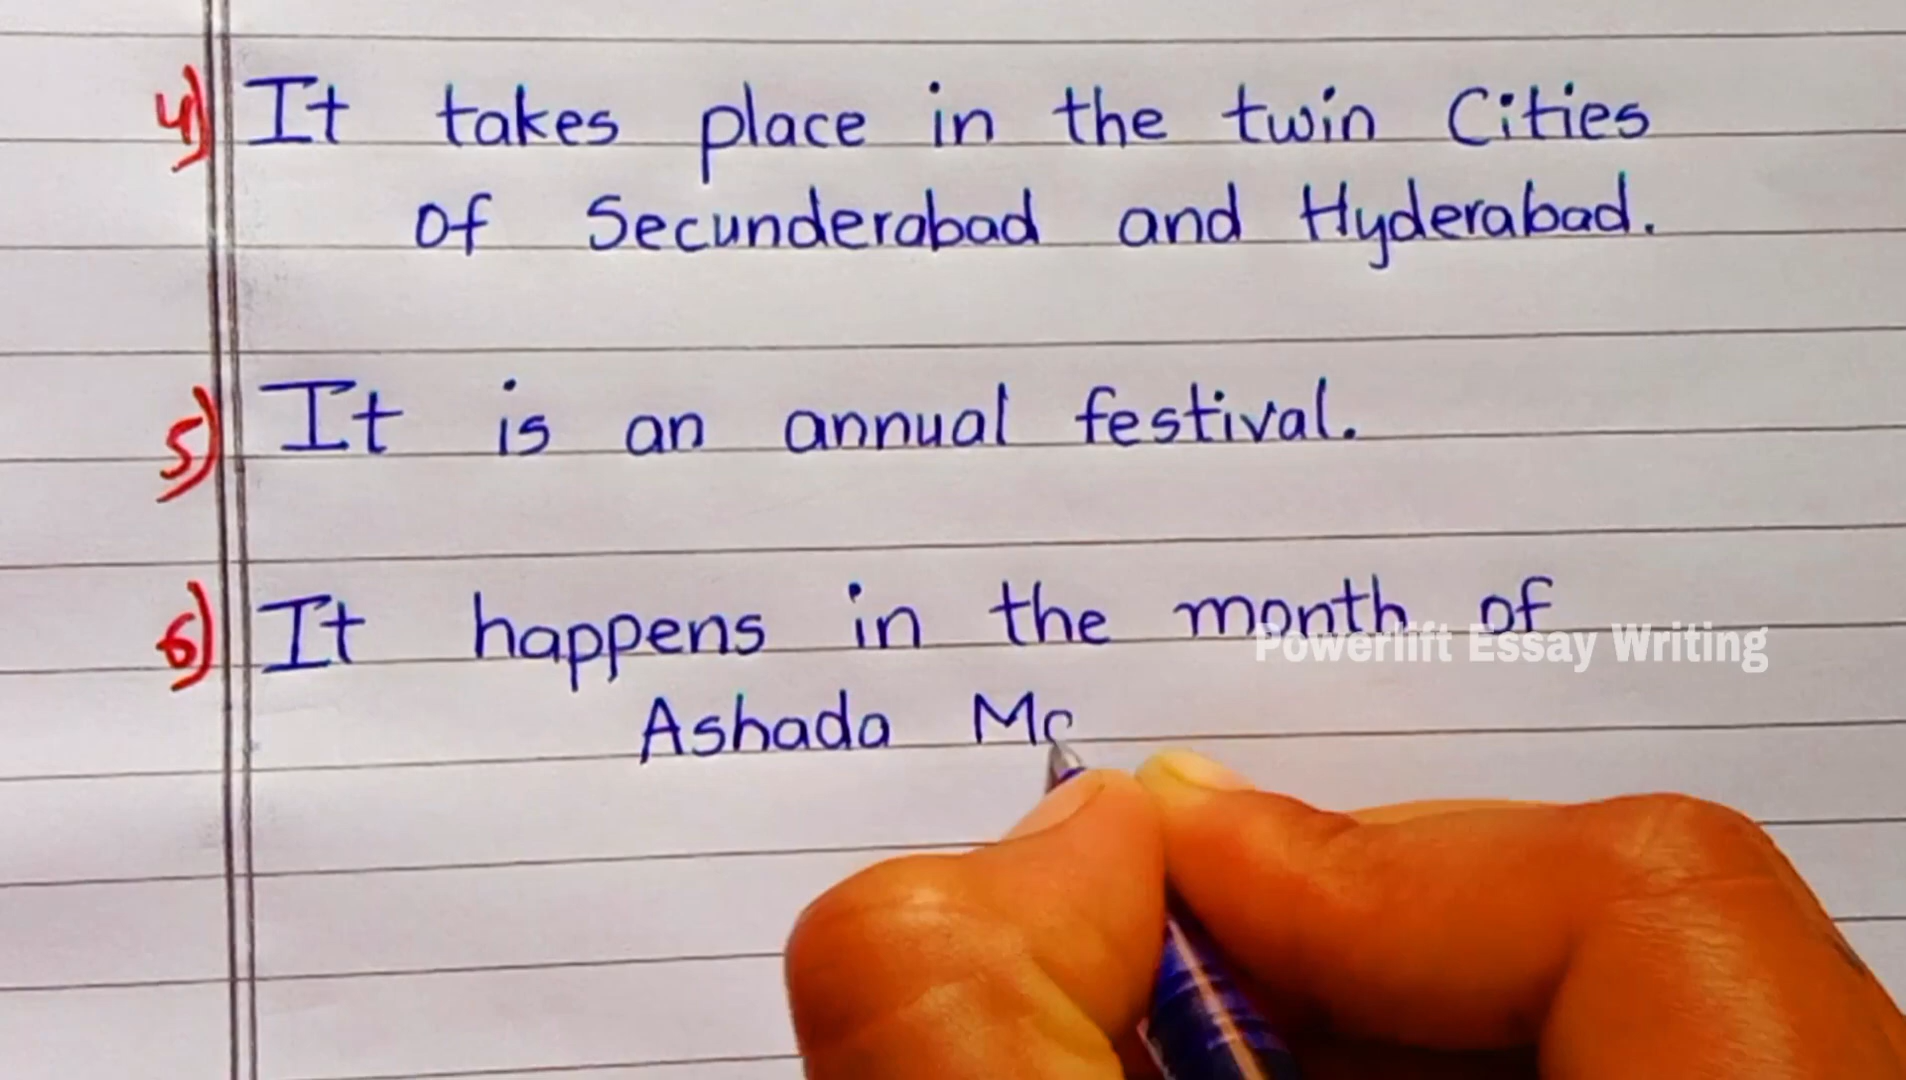 4) It takes place in the twin Cities
of Secunderabad and Hyderabad.
5) It is an annual festival.
6) It happens in the month of
Powerlift Essay Writing
Ashada